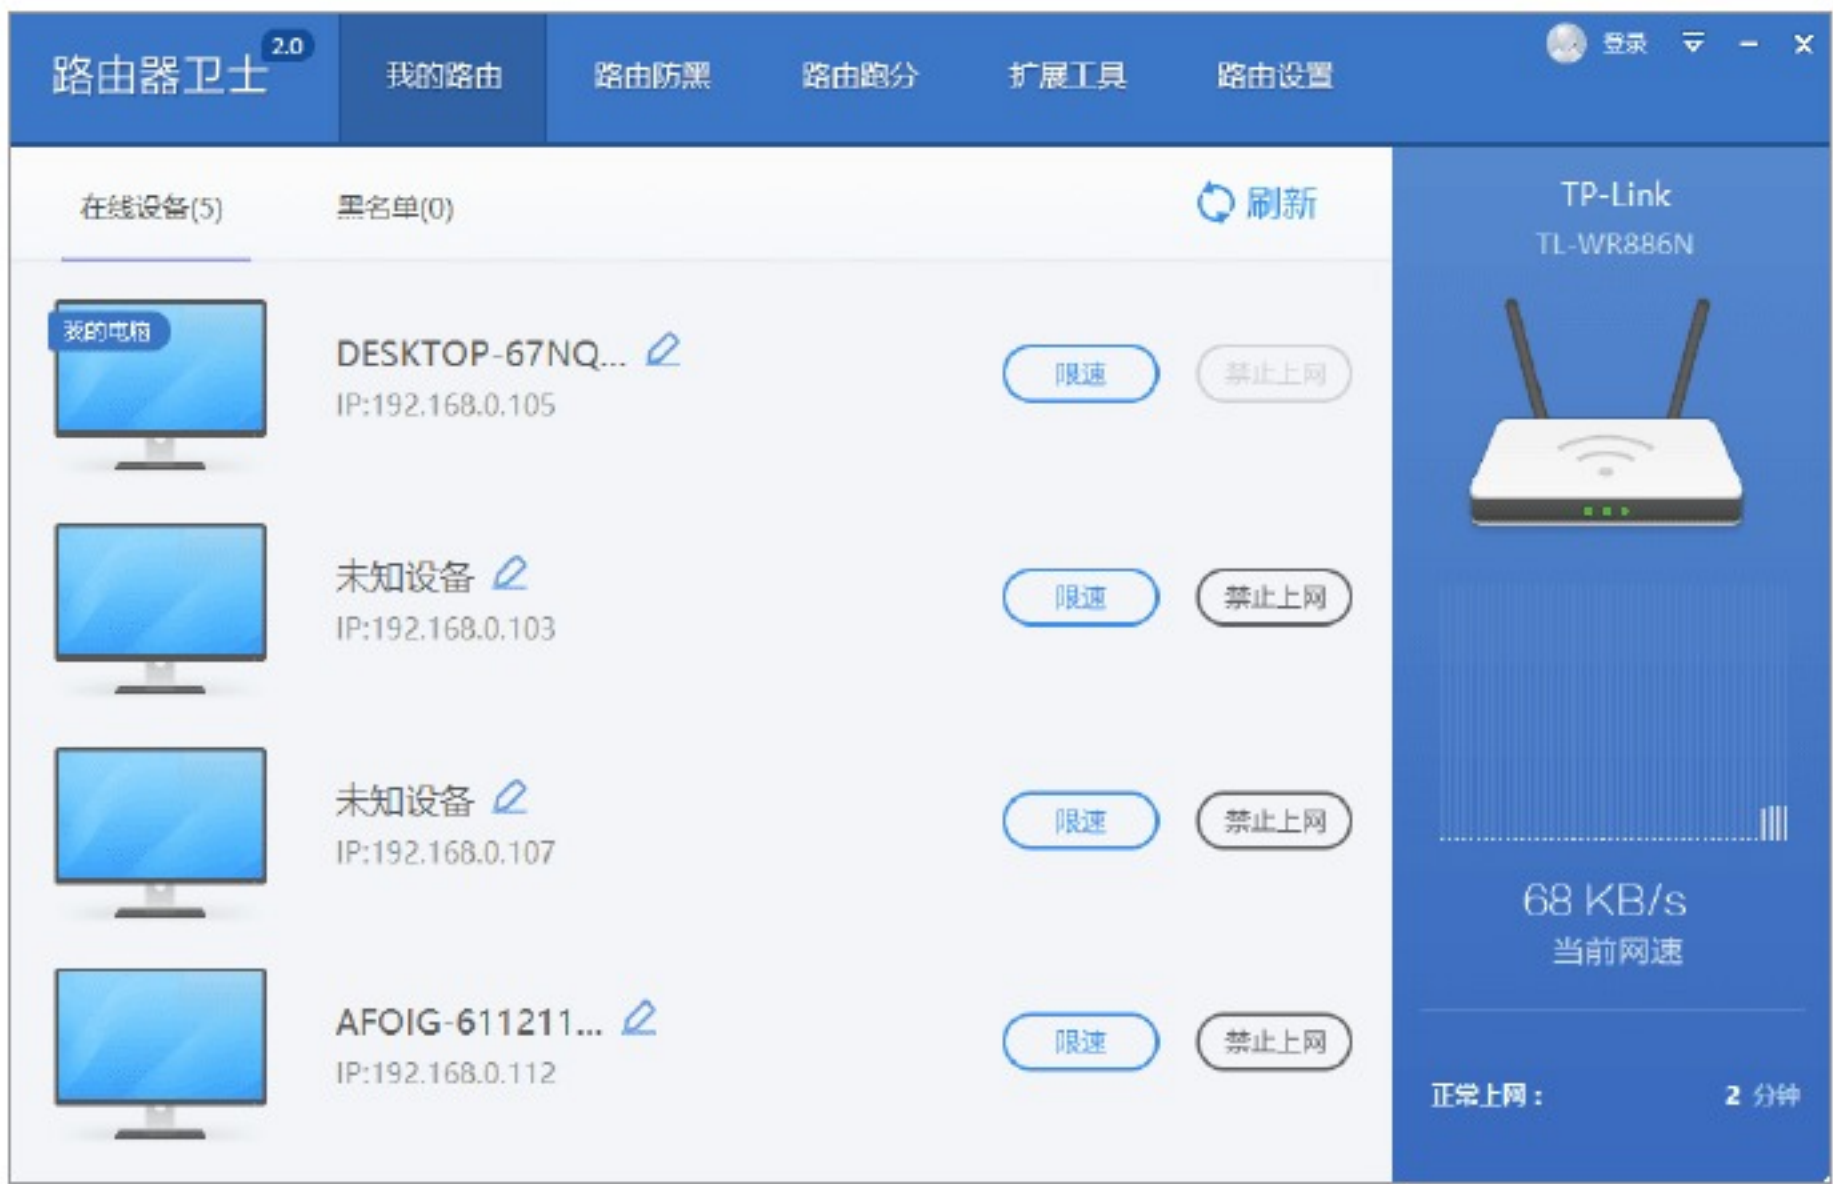 路由器卫士 2.0
我的路由 路由防黑 路由跑分 扩展工具 路由设置
登录
在线设备(5) 黑名单(0) 刷新
我的电脑
DESKTOP-67NQ...
IP:192.168.0.105
限速 禁止上网
未知设备
IP:192.168.0.103
限速 禁止上网
未知设备
IP:192.168.0.107
限速 禁止上网
AFOIG-611211...
IP:192.168.0.112
限速 禁止上网
TP-Link
TL-WR886N
68 KB/s
当前网速
正常上网： 2 分钟